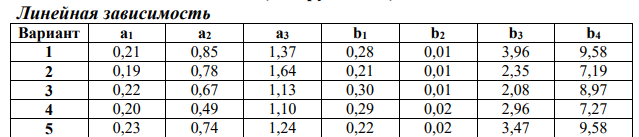 Линейная зависимость
Вариант a1 a2 a3 b1 b2 b3 b4
1 0,21 0,85 1,37 0,28 0,01 3,96 9,58
2 0,19 0,78 1,64 0,21 0,01 2,35 7,19
3 0,22 0,67 1,13 0,30 0,01 2,08 8,97
4 0,20 0,49 1,10 0,29 0,02 2,96 7,27
5 0,23 0,74 1,24 0,22 0,02 3,47 9,58